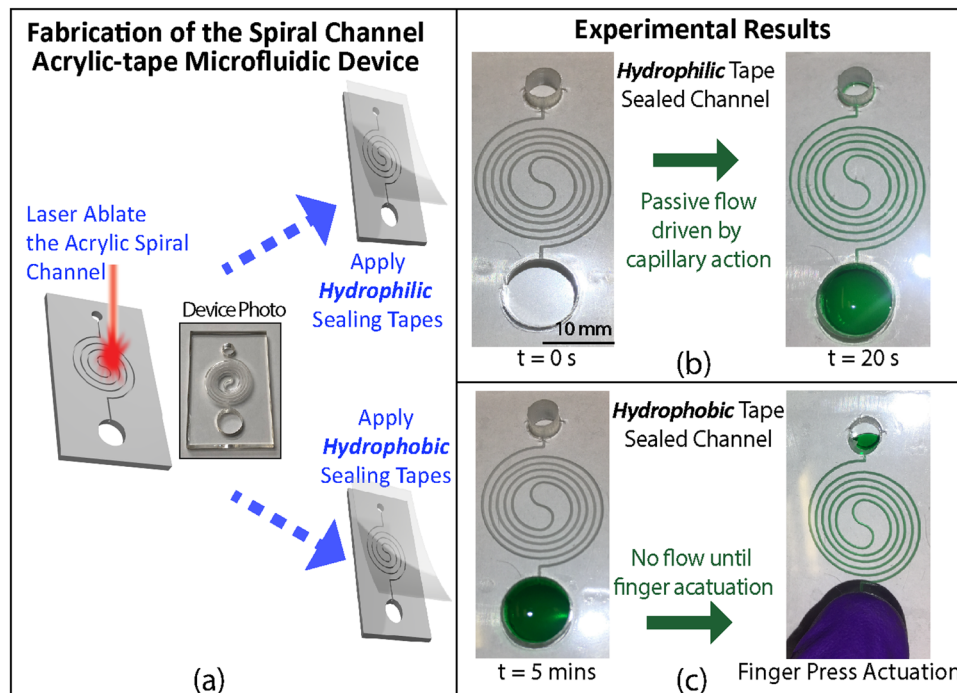 Fabrication of the Spiral Channel
Acrylic-tape Microfluidic Device
Laser Ablate
the Acrylic Spiral
Channel
Device Photo
Apply
Hydrophilic
Sealing Tapes
Apply
Hydrophobic
Sealing Tapes
(a)
Experimental Results
Hydrophilic Tape
Sealed Channel
Passive flow
driven by
capillary action
10 mm
t = 0 s
(b)
t = 20 s
Hydrophobic Tape
Sealed Channel
No flow until
finger acatuation
t = 5 mins
(c)
Finger Press Actuation